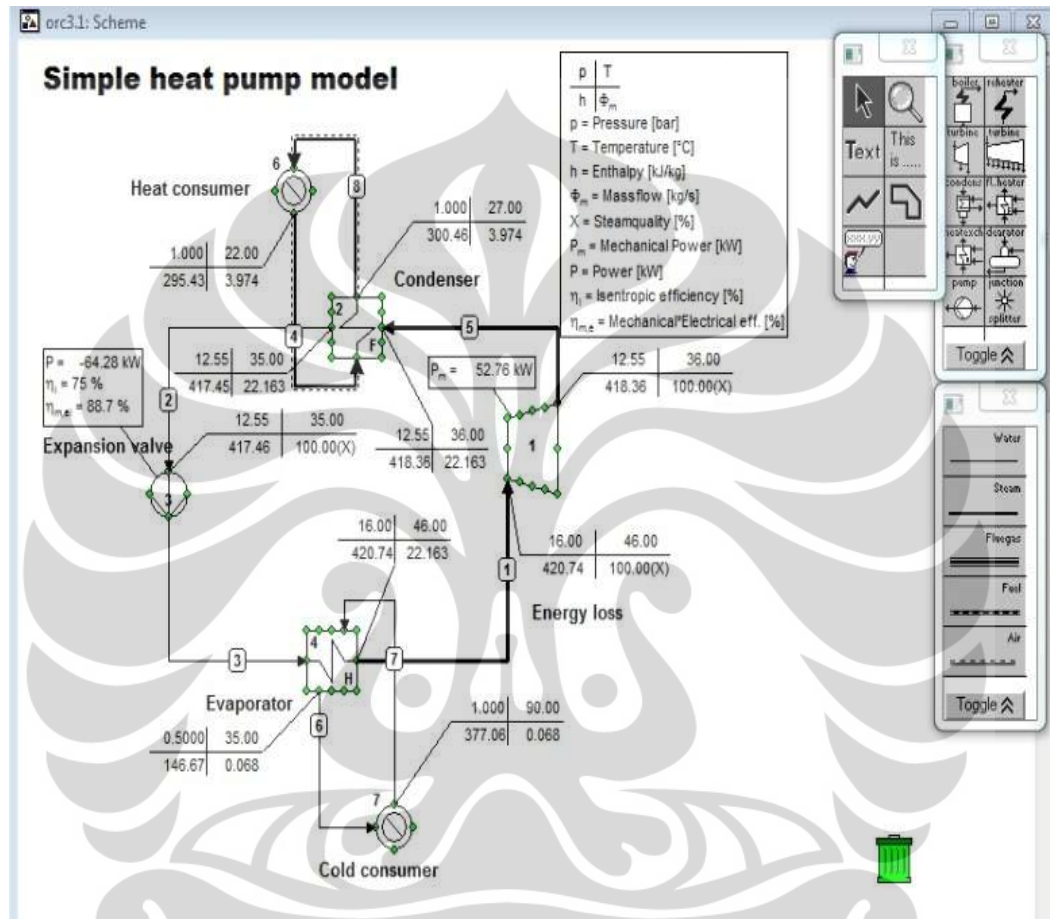 orc3.1: Scheme
Simple heat pump model
p T
h Φm
p = Pressure [bar]
T = Temperature [°C]
h = Enthalpy [kJ/kg]
Φm = Massflow [kg/s]
X = Steamquality [%]
Pm = Mechanical Power [kW]
P = Power [kW]
ηi = Isentropic efficiency [%]
ηm,e = Mechanical*Electrical eff. [%]
6
Heat consumer
8
1.000 27.00
300.46 3.974
1.000 22.00
295.43 3.974
Condenser
2
F
4
5
P = -64.28 kW
ηi = 75 %
ηm,e = 88.7 %
12.55 35.00
417.45 22.163
Pm = 52.76 kW
12.55 36.00
418.36 100.00(X)
2
12.55 35.00
417.46 100.00(X)
Expansion valve
12.55 36.00
418.36 22.163
1
3
16.00 46.00
420.74 22.163
16.00 46.00
420.74 100.00(X)
1
Energy loss
4
H
3
7
Evaporator
6
0.5000 35.00
146.67 0.068
1.000 90.00
377.06 0.068
7
Cold consumer
Text
This
is .....
xxx.yy
boiler
reheater
turbine
turbine
condens
fl.heater
heatexch
dearator
pump
junction
splitter
Toggle
Water
Steam
Fluegas
Fuel
Air
Toggle